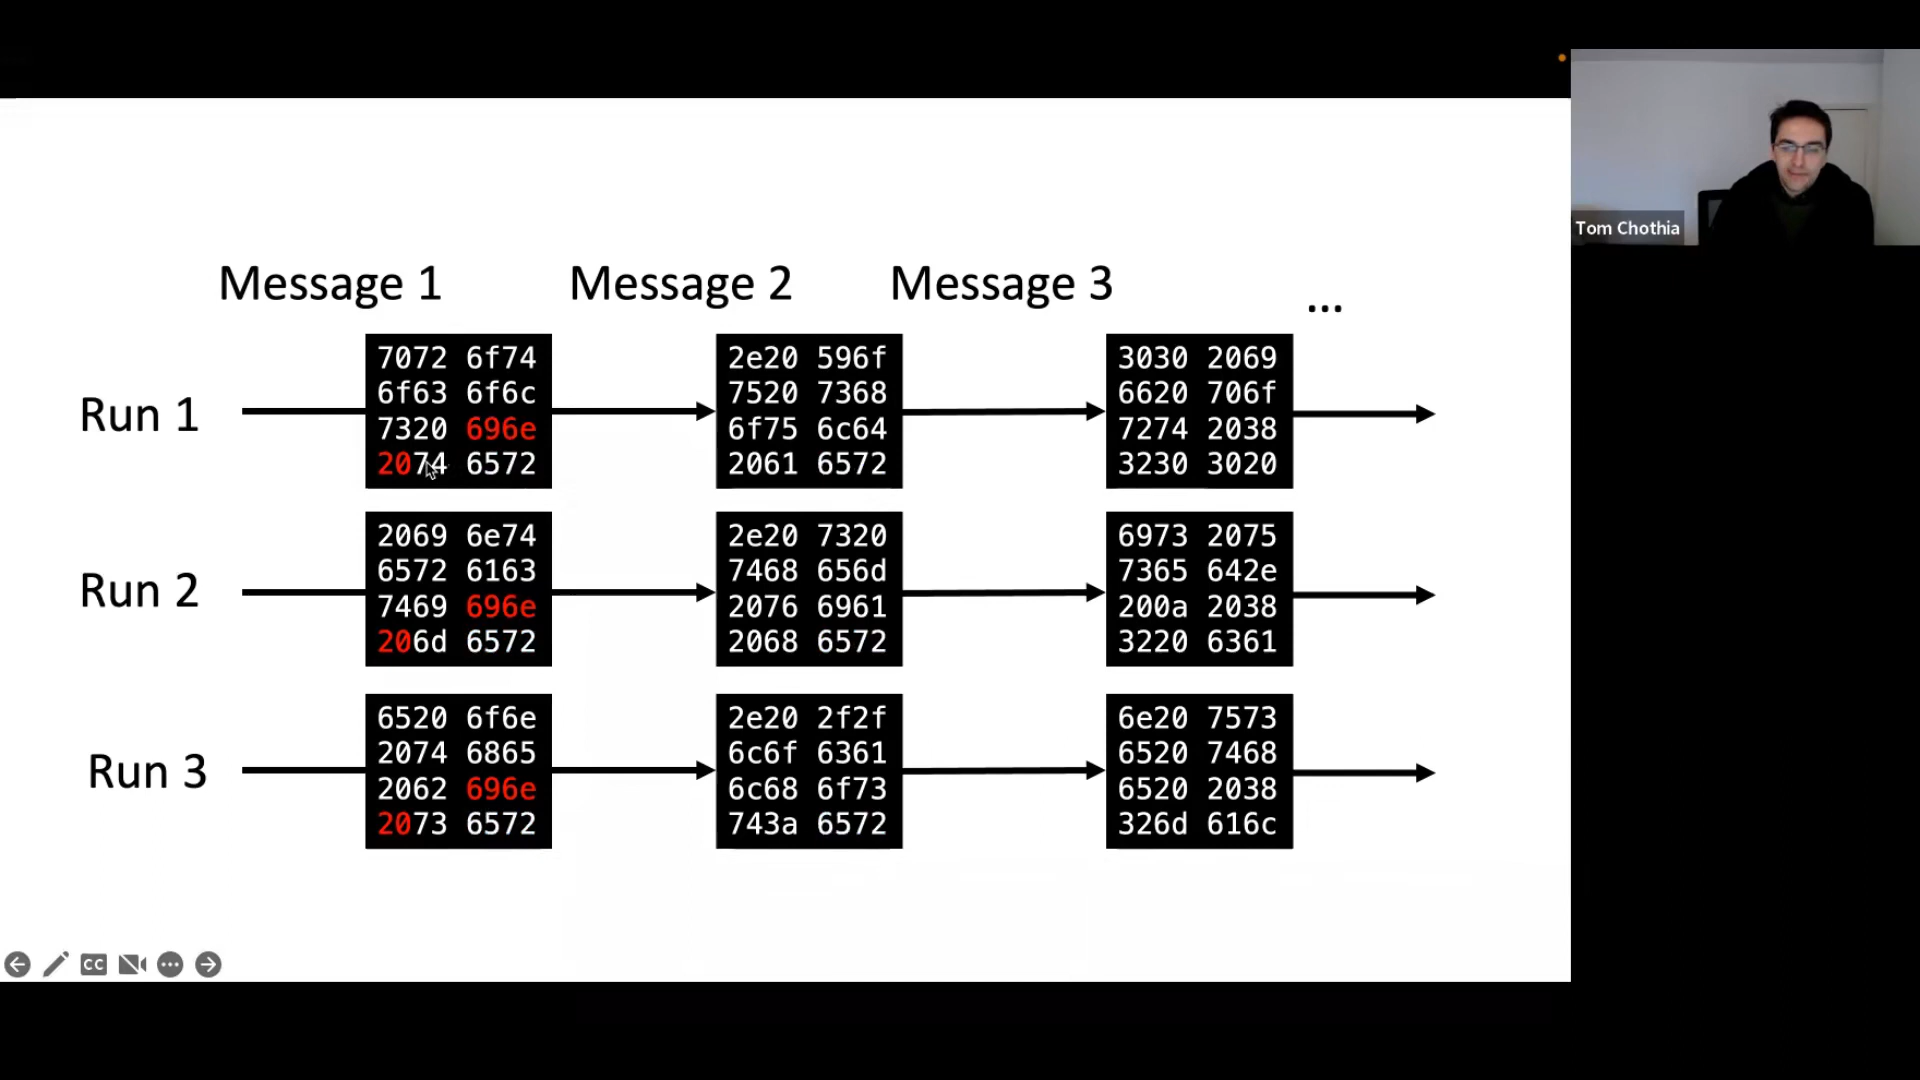 Tom Chothia
Message 1 Message 2 Message 3 ...
Run 1
7072 6f74
6f63 6f6c
7320 696e
2074 6572
2e20 596f
7520 7368
6f75 6c64
2061 6572
3030 2069
6620 706f
7274 2038
3230 3020
Run 2
2069 6e74
6572 6163
7469 696e
206d 6572
2e20 7320
7468 656d
2076 6961
2068 6572
6973 2075
7365 642e
200a 2038
3220 6361
Run 3
6520 6f6e
2074 6865
2062 696e
2073 6572
2e20 2f2f
6c6f 6361
6c68 6f73
743a 6572
6e20 7573
6520 7468
6520 2038
326d 616c
CC